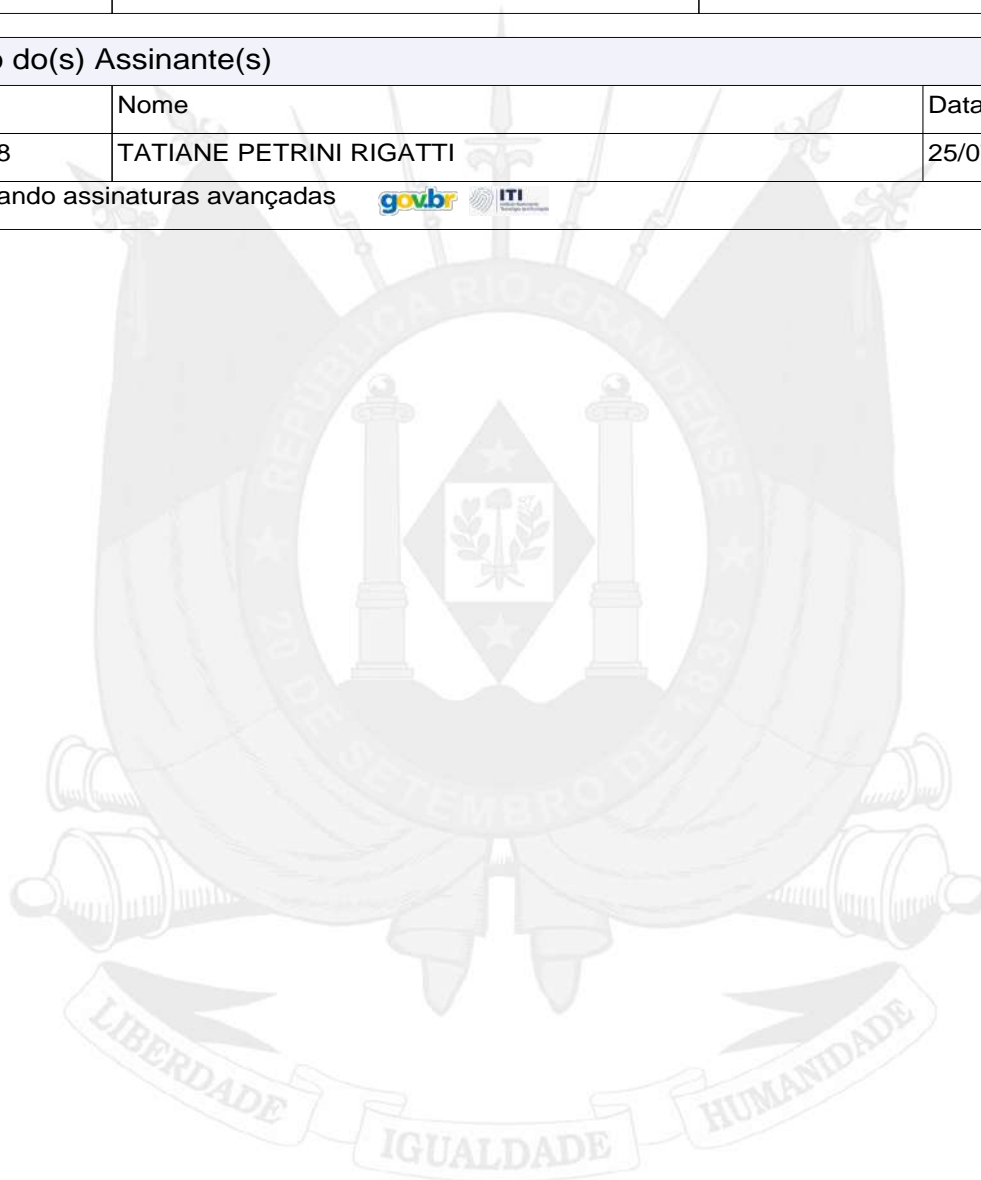 o do(s) Assinante(s)
Nome Data
8 TATIANE PETRINI RIGATTI 25/0
ando assinaturas avançadas gov.br ITI
REPÚBLICA RIO-GRANDENSE
20 DE SETEMBRO DE 1835
LIBERDADE IGUALDADE HUMANIDADE